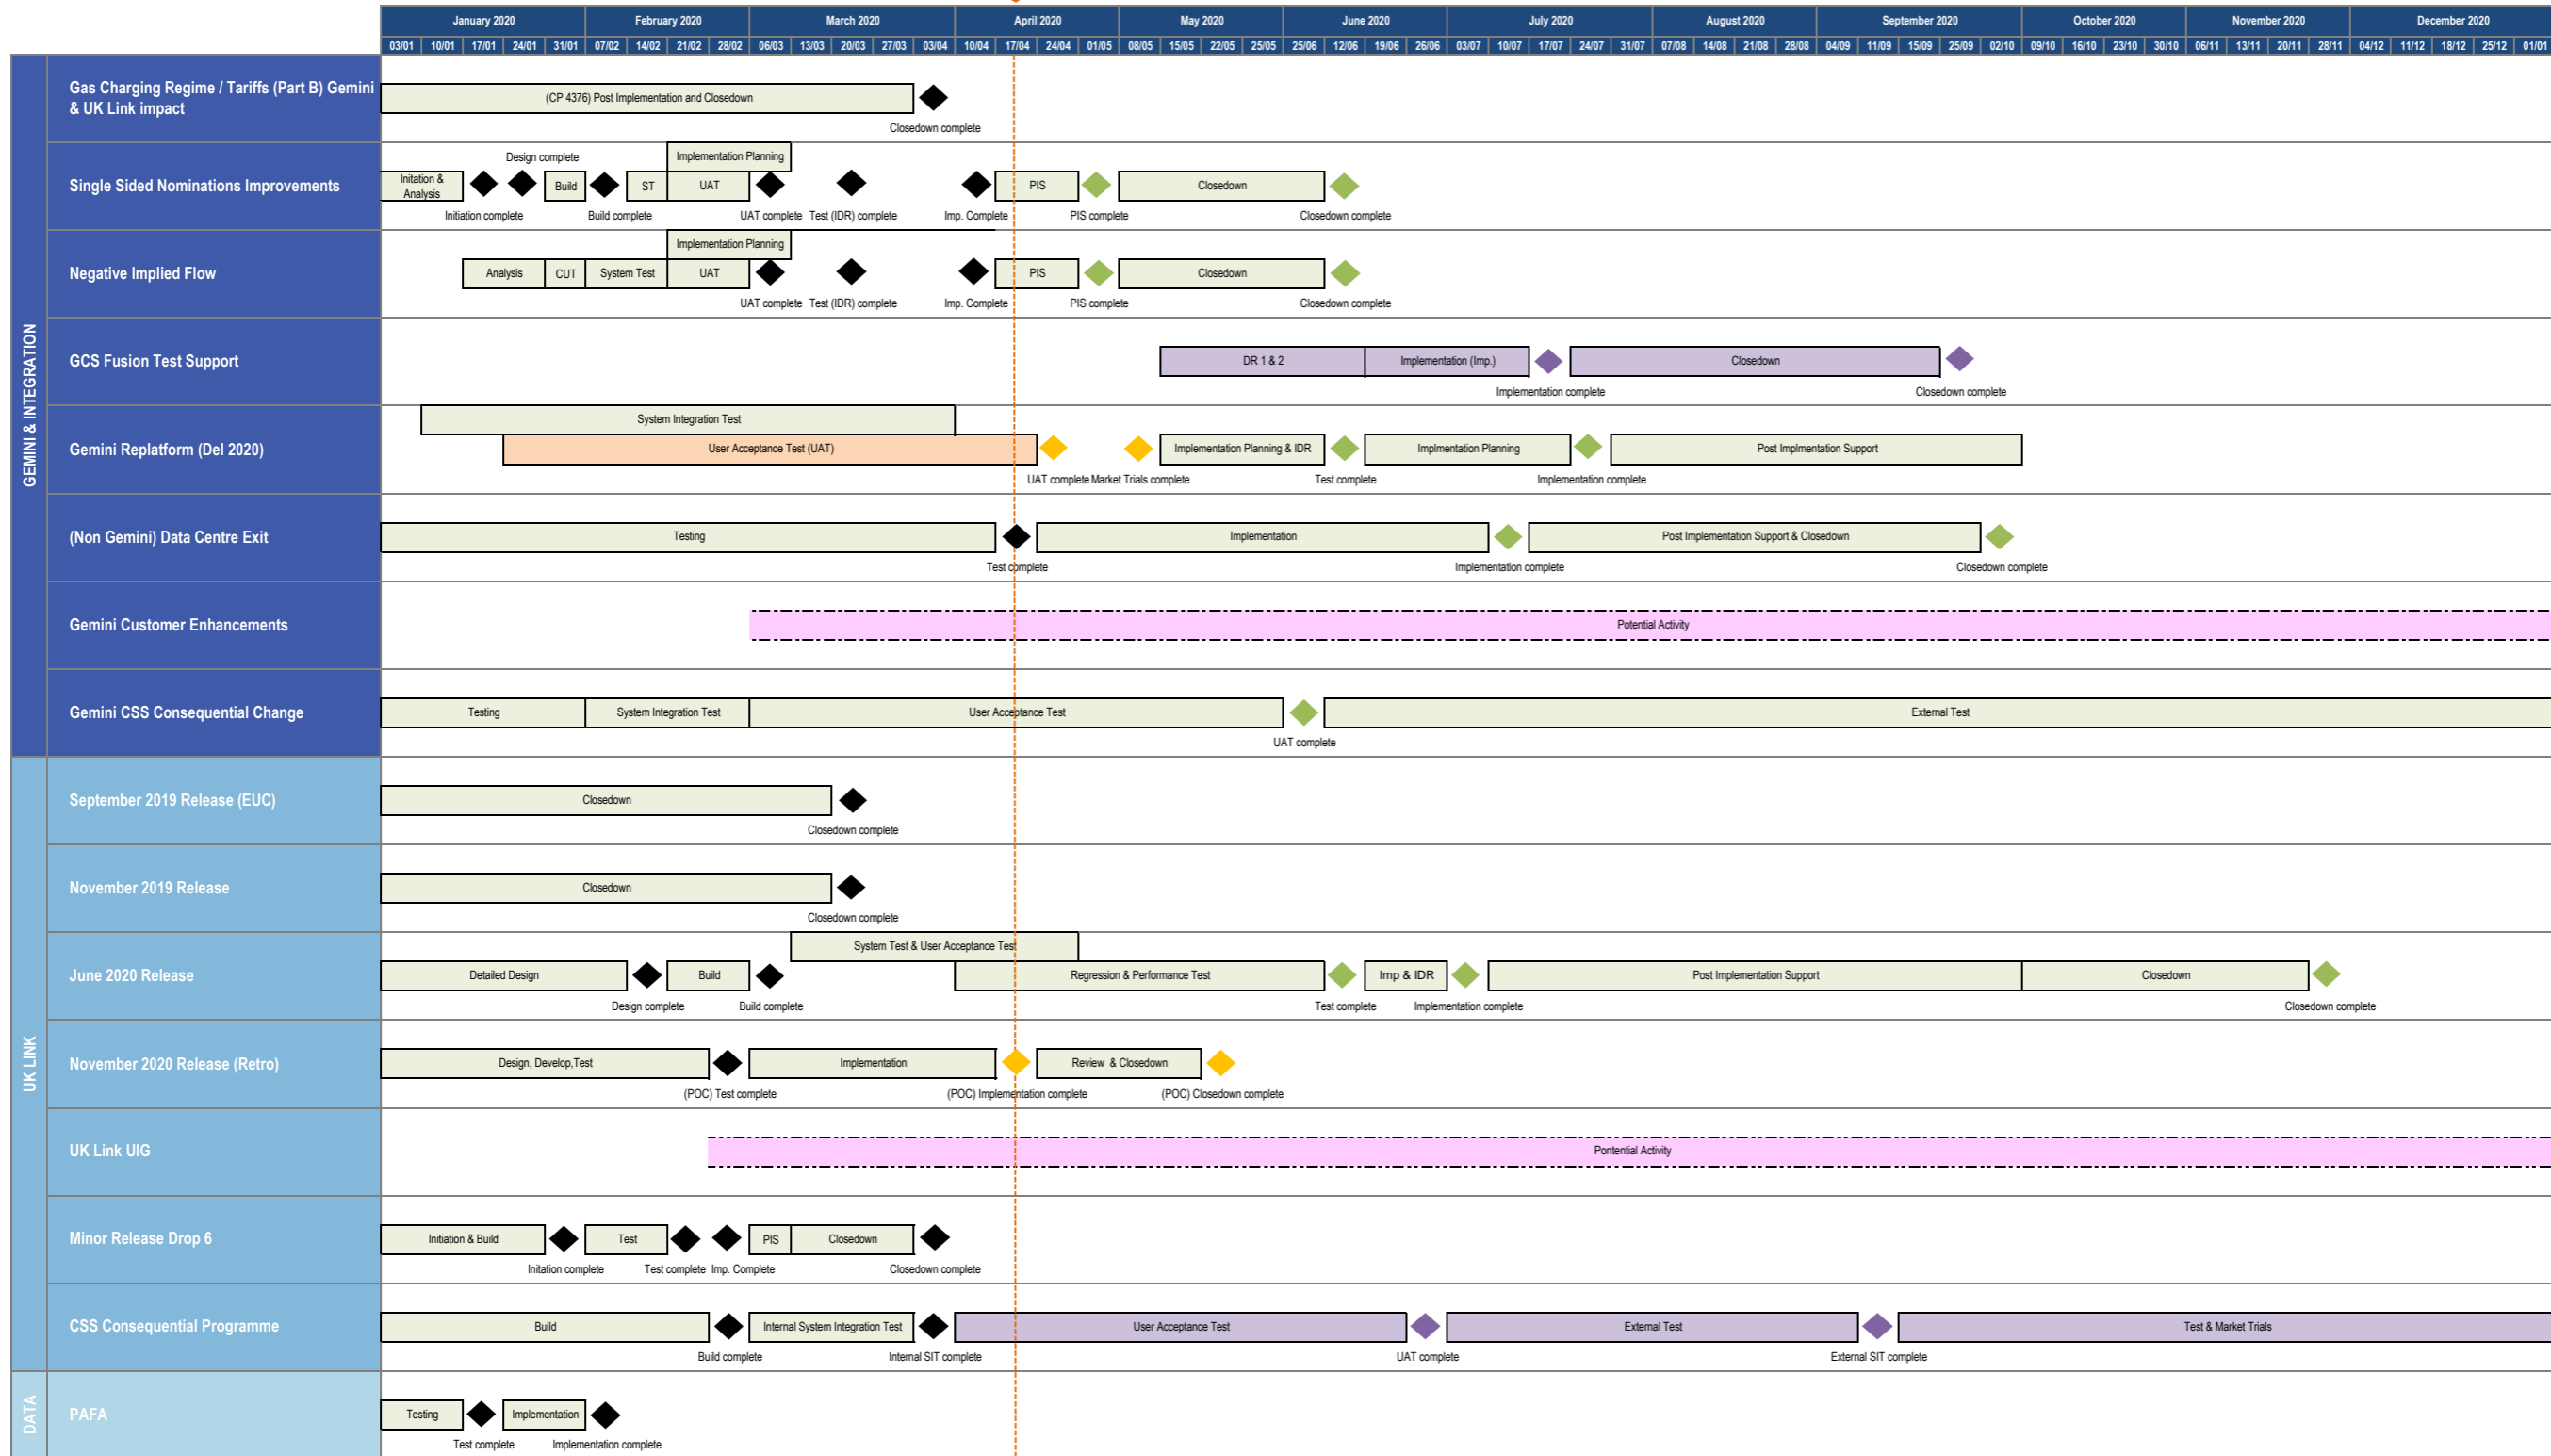 January 2020 February 2020 March 2020 April 2020 May 2020 June 2020 July 2020 August 2020 September 2020 October 2020 November 2020 December 2020
03/01 10/01 17/01 24/01 31/01 07/02 14/02 21/02 28/02 06/03 13/03 20/03 27/03 03/04 10/04 17/04 24/04 01/05 08/05 15/05 22/05 25/05 25/06 12/06 19/06 26/06 03/07 10/07 17/07 24/07 31/07 07/08 14/08 21/08 28/08 04/09 11/09 15/09 25/09 02/10 09/10 16/10 23/10 30/10 06/11 13/11 20/11 28/11 04/12 11/12 18/12 25/12 01/01
GEMINI & INTEGRATION
Gas Charging Regime / Tariffs (Part B) Gemini
& UK Link impact
(CP 4376) Post Implementation and Closedown
Closedown complete
Single Sided Nominations Improvements
Design complete
Implementation Planning
Initation &
Analysis
Build ST UAT PIS Closedown
Initiation complete Build complete UAT complete Test (IDR) complete Imp. Complete PIS complete Closedown complete
Negative Implied Flow
Implementation Planning
Analysis CUT System Test UAT PIS Closedown
UAT complete Test (IDR) complete Imp. Complete PIS complete Closedown complete
GCS Fusion Test Support
DR 1 & 2 Implementation (Imp.) Closedown
Implementation complete Closedown complete
Gemini Replatform (Del 2020)
System Integration Test
User Acceptance Test (UAT) Implementation Planning & IDR Implmentation Planning Post Implmentation Support
UAT complete Market Trials complete Test complete Implementation complete
(Non Gemini) Data Centre Exit
Testing Implementation Post Implementation Support & Closedown
Test complete Implementation complete Closedown complete
Gemini Customer Enhancements
Potential Activity
Gemini CSS Consequential Change
Testing System Integration Test User Acceptance Test External Test
UAT complete
UK LINK
September 2019 Release (EUC)
Closedown
Closedown complete
November 2019 Release
Closedown
Closedown complete
June 2020 Release
System Test & User Acceptance Test
Detailed Design Build Regression & Performance Test Imp & IDR Post Implementation Support Closedown
Design complete Build complete Test complete Implementation complete Closedown complete
November 2020 Release (Retro)
Design, Develop,Test Implementation Review & Closedown
(POC) Test complete (POC) Implementation complete (POC) Closedown complete
UK Link UIG
Pontential Activity
Minor Release Drop 6
Initiation & Build Test PIS Closedown
Initation complete Test complete Imp. Complete Closedown complete
CSS Consequential Programme
Build Internal System Integration Test User Acceptance Test External Test Test & Market Trials
Build complete Internal SIT complete UAT complete External SIT complete
DATA
PAFA
Testing Implementation
Test complete Implementation complete